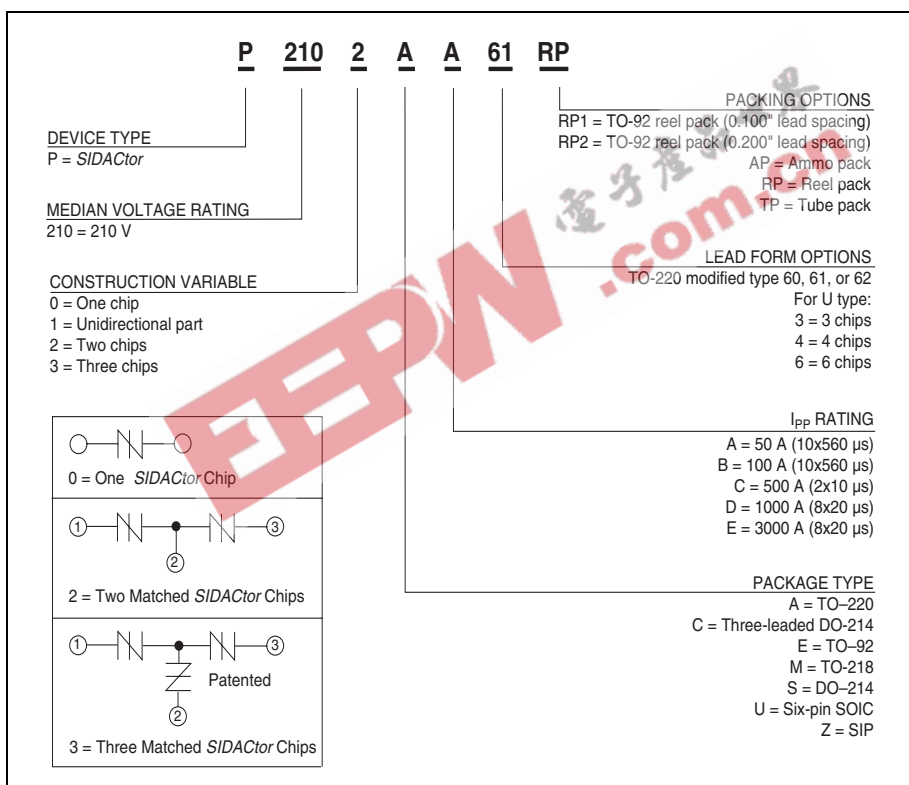 P 210 2 A A 61 RP
PACKING OPTIONS
RP1 = TO-92 reel pack (0.100" lead spacing)
RP2 = TO-92 reel pack (0.200" lead spacing)
AP = Ammo pack
RP = Reel pack
TP = Tube pack
DEVICE TYPE
P = SIDACtor
MEDIAN VOLTAGE RATING
210 = 210 V
LEAD FORM OPTIONS
TO-220 modified type 60, 61, or 62
For U type:
3 = 3 chips
4 = 4 chips
6 = 6 chips
CONSTRUCTION VARIABLE
0 = One chip
1 = Unidirectional part
2 = Two chips
3 = Three chips
IPP RATING
A = 50 A (10x560 µs)
B = 100 A (10x560 µs)
C = 500 A (2x10 µs)
D = 1000 A (8x20 µs)
E = 3000 A (8x20 µs)
0 = One SIDACtor Chip
1 3
2
2 = Two Matched SIDACtor Chips
1 3
Patented
2
3 = Three Matched SIDACtor Chips
PACKAGE TYPE
A = TO–220
C = Three-leaded DO-214
E = TO–92
M = TO-218
S = DO–214
U = Six-pin SOIC
Z = SIP
EEPW .com.cn
電子產品世界